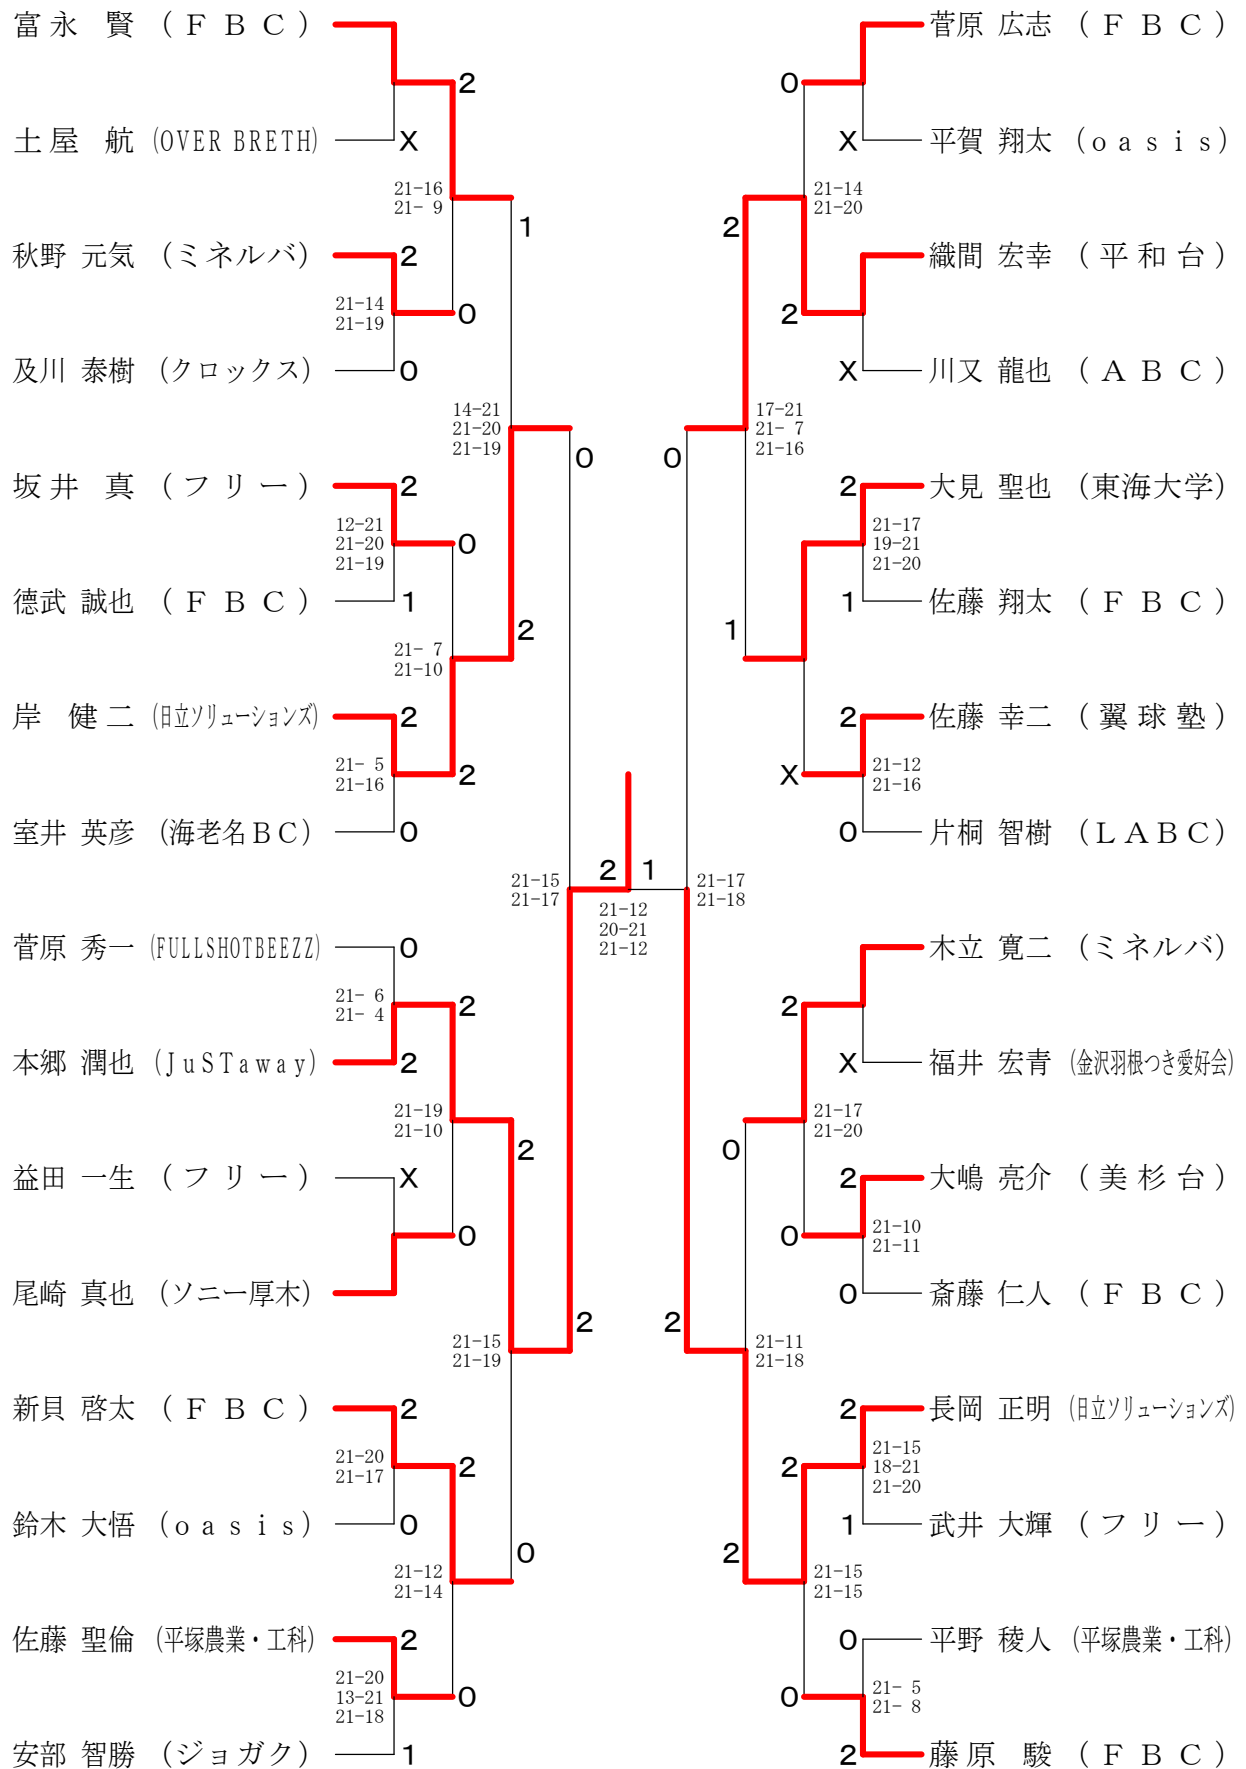 富永 賢 (ＦＢＣ)
2
土屋 航 (OVER BRETH)
X
21-16
21- 9
1
秋野 元気 (ミネルバ)
2
21-14
21-19
0
及川 泰樹 (クロックス)
0
14-21
21-20
21-19
0
坂井 真 (フリー)
2
12-21
21-20
21-19
0
德武 誠也 (ＦＢＣ)
1
2
21- 7
21-10
岸 健二 (日立ソリューションズ)
2
21- 5
21-16
2
室井 英彦 (海老名ＢＣ)
0
21-15
21-17
2 1
21-12
20-21
21-12
菅原 秀一 (FULLSHOTBEEZZ)
0
21- 6
21- 4
2
本郷 潤也 (JuSTaway)
2
21-19
21-10
2
益田 一生 (フリー)
X
0
尾崎 真也 (ソニー厚木)
2
21-15
21-19
新貝 啓太 (ＦＢＣ)
2
21-20
21-17
2
鈴木 大悟 (oasis)
0
0
21-12
21-14
佐藤 聖倫 (平塚農業・工科)
2
21-20
13-21
21-18
0
安部 智勝 (ジョガク)
1
菅原 広志 (ＦＢＣ)
0
平賀 翔太 (oasis)
X
21-14
21-20
2
織間 宏幸 (平和台)
2
川又 龍也 (ＡＢＣ)
X
17-21
21- 7
21-16
0
大見 聖也 (東海大学)
2
21-17
19-21
21-20
佐藤 翔太 (ＦＢＣ)
1
1
佐藤 幸二 (翼球塾)
2
X
21-12
21-16
片桐 智樹 (ＬＡＢＣ)
0
21-17
21-18
木立 寛二 (ミネルバ)
2
福井 宏青 (金沢羽根つき愛好会)
X
21-17
21-20
0
大嶋 亮介 (美杉台)
2
21-10
21-11
0
斎藤 仁人 (ＦＢＣ)
0
2
21-11
21-18
長岡 正明 (日立ソリューションズ)
2
21-15
18-21
21-20
2
武井 大輝 (フリー)
1
2
21-15
21-15
平野 稜人 (平塚農業・工科)
0
21- 5
21- 8
0
藤原 駿 (ＦＢＣ)
2